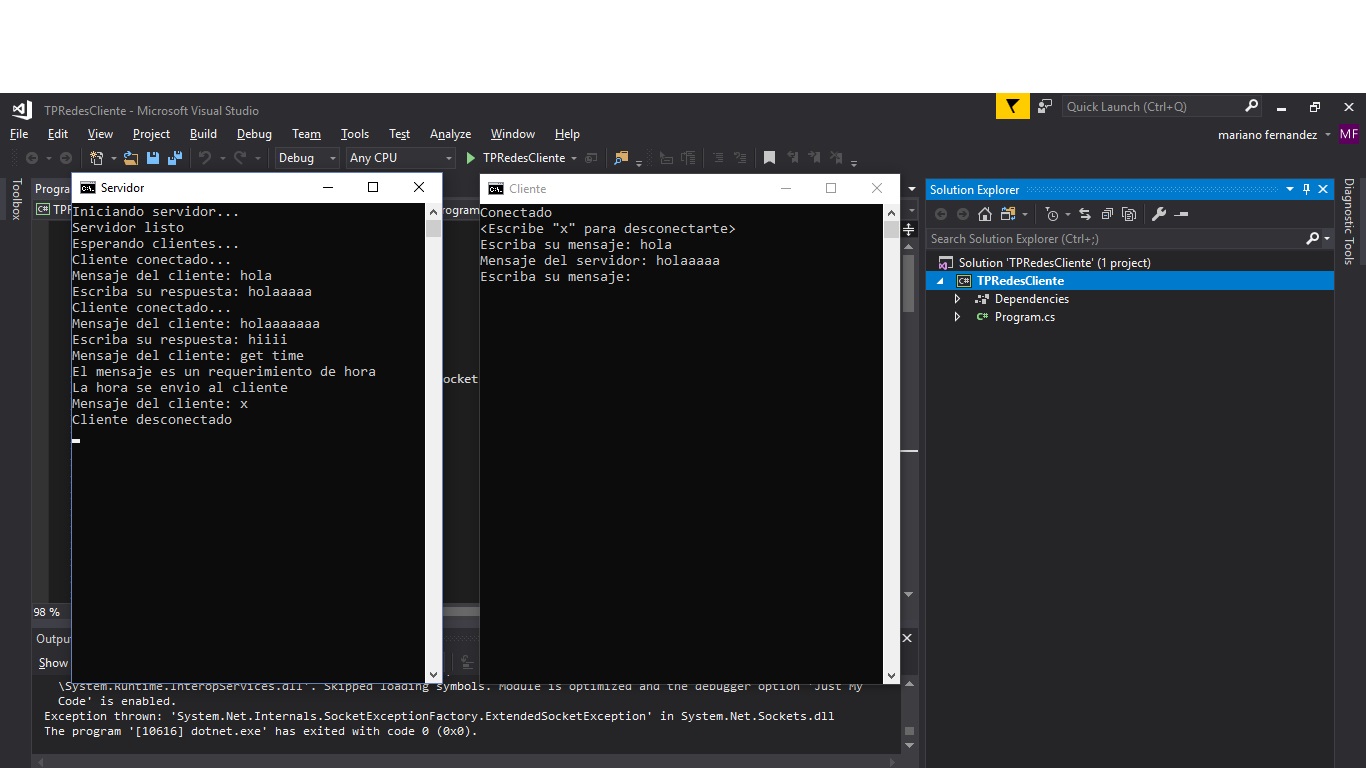 TPRedesCliente - Microsoft Visual Studio
Quick Launch (Ctrl+Q)
File Edit View Project Build Debug Team Tools Test Analyze Window Help
mariano fernandez MF
Debug Any CPU TPRedesCliente
Toolbox
Progra
TPF
rogram
ocket
98 %
Servidor
Iniciando servidor...
Servidor listo
Esperando clientes...
Cliente conectado...
Mensaje del cliente: hola
Escriba su respuesta: holaaaaa
Cliente conectado...
Mensaje del cliente: holaaaaaaa
Escriba su respuesta: hiiii
Mensaje del cliente: get time
El mensaje es un requerimiento de hora
La hora se envio al cliente
Mensaje del cliente: x
Cliente desconectado
Cliente
Conectado
<Escribe "x" para desconectarte>
Escriba su mensaje: hola
Mensaje del servidor: holaaaaa
Escriba su mensaje:
Solution Explorer
Search Solution Explorer (Ctrl+;)
Solution 'TPRedesCliente' (1 project)
TPRedesCliente
Dependencies
Program.cs
Diagnostic Tools
Outpu
Show
\System.Runtime.InteropServices.dll'. Skipped loading symbols. Module is optimized and the debugger option 'Just My
Code' is enabled.
Exception thrown: 'System.Net.Internals.SocketExceptionFactory.ExtendedSocketException' in System.Net.Sockets.dll
The program '[10616] dotnet.exe' has exited with code 0 (0x0).